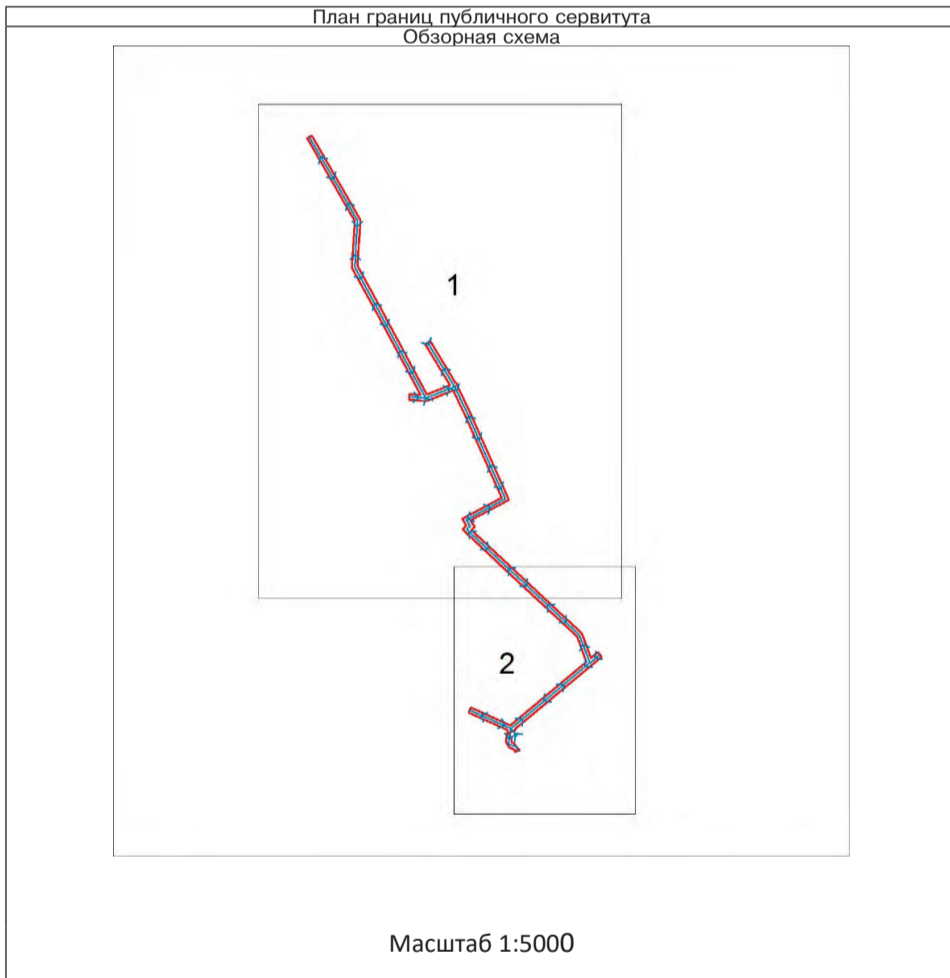 План границ публичного сервитута
Обзорная схема
1
2
Масштаб 1:5000